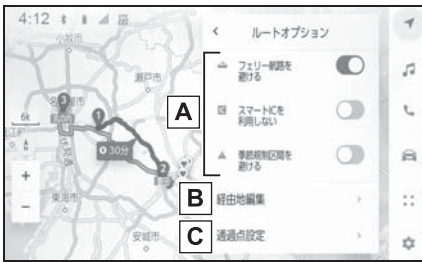 4:12
ルートオプション
小牧市
瀬戸市
フェリー航路を
避ける
A
スマートICを
利用しない
季節規制区間を
避ける
3
1
2
6k
30分
B
経由地編集
C
通過点設定
東海市
安城市